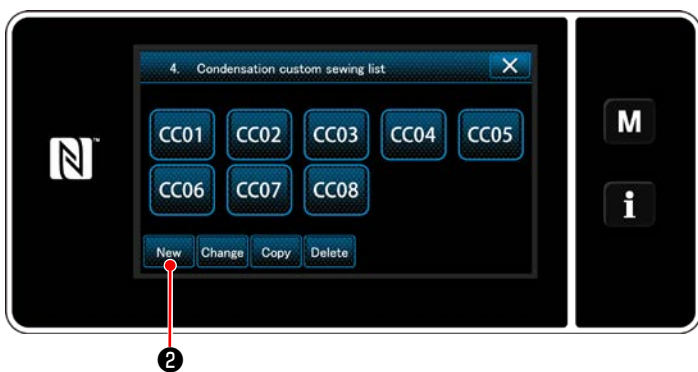 4. Condensation custom sewing list X
M
CC01 CC02 CC03 CC04 CC05
CC06 CC07 CC08
i
New Change Copy Delete
❷